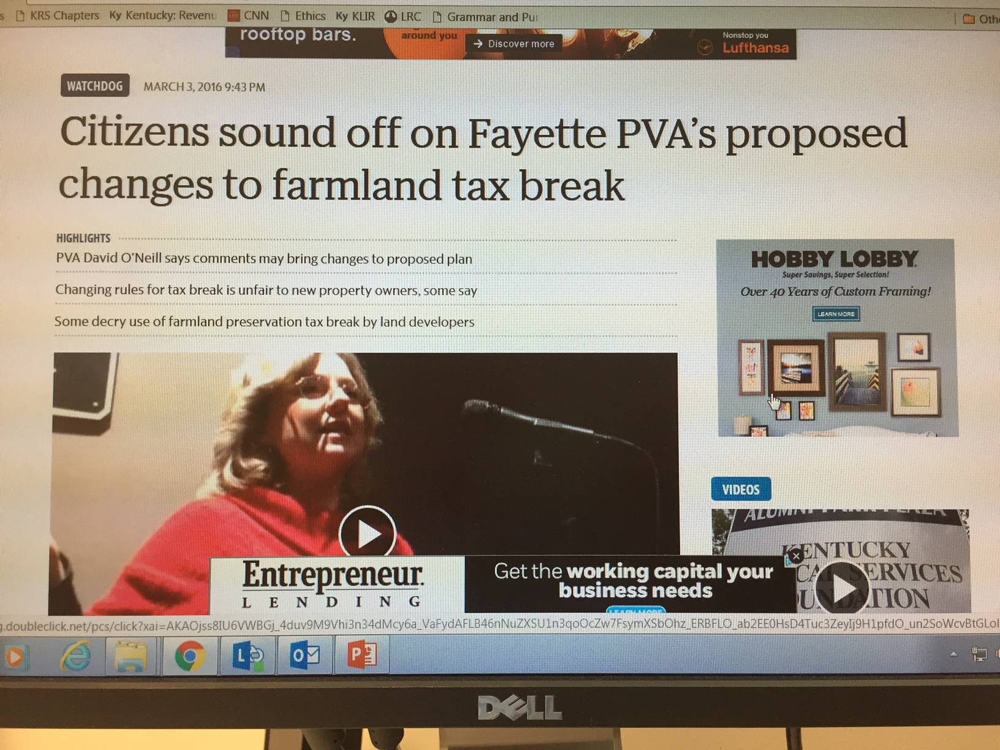 KRS Chapters Ky Kentucky: Revenu CNN Ethics Ky KLIR LRC Grammar and Pu
rooftop bars.
around you
Discover more
Nonstop you
Lufthansa
WATCHDOG MARCH 3, 2016 9:43 PM
Citizens sound off on Fayette PVA's proposed
changes to farmland tax break
HIGHLIGHTS
PVA David O'Neill says comments may bring changes to proposed plan
Changing rules for tax break is unfair to new property owners, some say
Some decry use of farmland preservation tax break by land developers
HOBBY LOBBY
Super Savings, Super Selection!
Over 40 Years of Custom Framing!
LEARN MORE
VIDEOS
KENTUCKY
SERVICES
Entrepreneur
LENDING
Get the working capital your
business needs
LEARN MORE
DELL